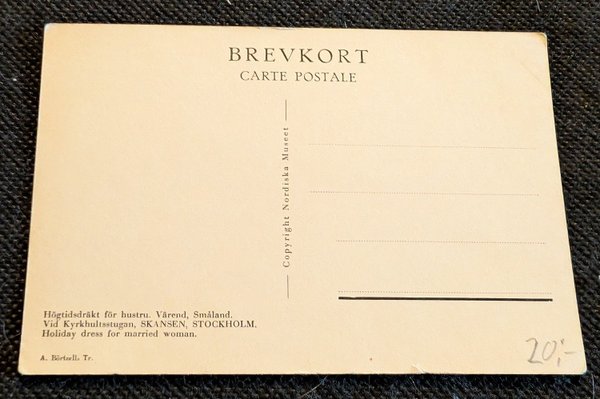 BREVKORT
CARTE POSTALE
Copyright Nordiska Museet
Högtidsdräkt för hustru. Värend, Småland.
Vid Kyrkhultsstugan, SKANSEN, STOCKHOLM.
Holiday dress for married woman.
A. Börtzells Tr.
20:-